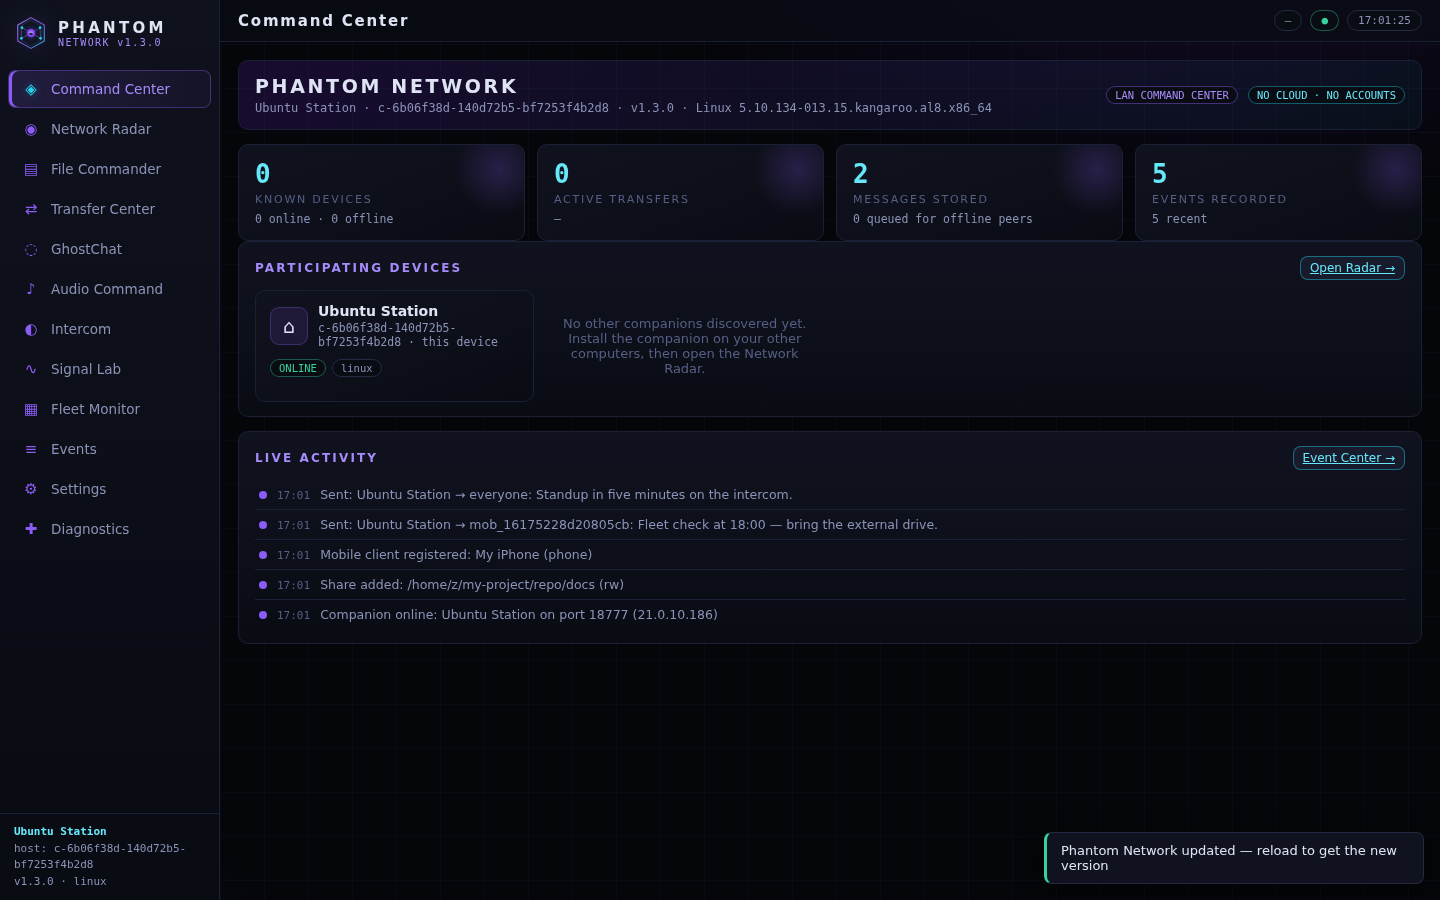 PHANTOM
NETWORK v1.3.0
Command Center
Network Radar
File Commander
Transfer Center
GhostChat
Audio Command
Intercom
Signal Lab
Fleet Monitor
Events
Settings
Diagnostics
Ubuntu Station
host: c-6b06f38d-140d72b5-
bf7253f4b2d8
v1.3.0 · linux
Command Center
—
17:01:25
PHANTOM NETWORK
Ubuntu Station · c-6b06f38d-140d72b5-bf7253f4b2d8 · v1.3.0 · Linux 5.10.134-013.15.kangaroo.al8.x86_64
LAN COMMAND CENTER
NO CLOUD · NO ACCOUNTS
0
KNOWN DEVICES
0 online · 0 offline
0
ACTIVE TRANSFERS
—
2
MESSAGES STORED
0 queued for offline peers
5
EVENTS RECORDED
5 recent
PARTICIPATING DEVICES
Open Radar →
Ubuntu Station
c-6b06f38d-140d72b5-
bf7253f4b2d8 · this device
ONLINE
linux
No other companions discovered yet.
Install the companion on your other
computers, then open the Network
Radar.
LIVE ACTIVITY
Event Center →
17:01 Sent: Ubuntu Station → everyone: Standup in five minutes on the intercom.
17:01 Sent: Ubuntu Station → mob_16175228d20805cb: Fleet check at 18:00 — bring the external drive.
17:01 Mobile client registered: My iPhone (phone)
17:01 Share added: /home/z/my-project/repo/docs (rw)
17:01 Companion online: Ubuntu Station on port 18777 (21.0.10.186)
Phantom Network updated — reload to get the new
version